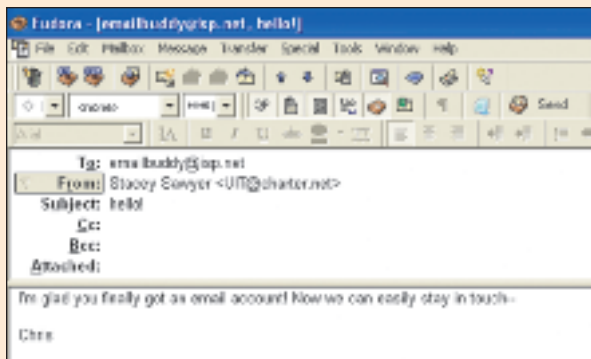 Eudora - [emailbuddy@isp.net, hello!]
File Edit Mailbox Message Transfer Special Tools Window Help
<none> Send
Arial
To: emailbuddy@isp.net
From: Stacey Sawyer <UIT@charter.net>
Subject: hello!
Cc:
Bcc:
Attached:
I'm glad you finally got an email account! Now we can easily stay in touch--
Chris